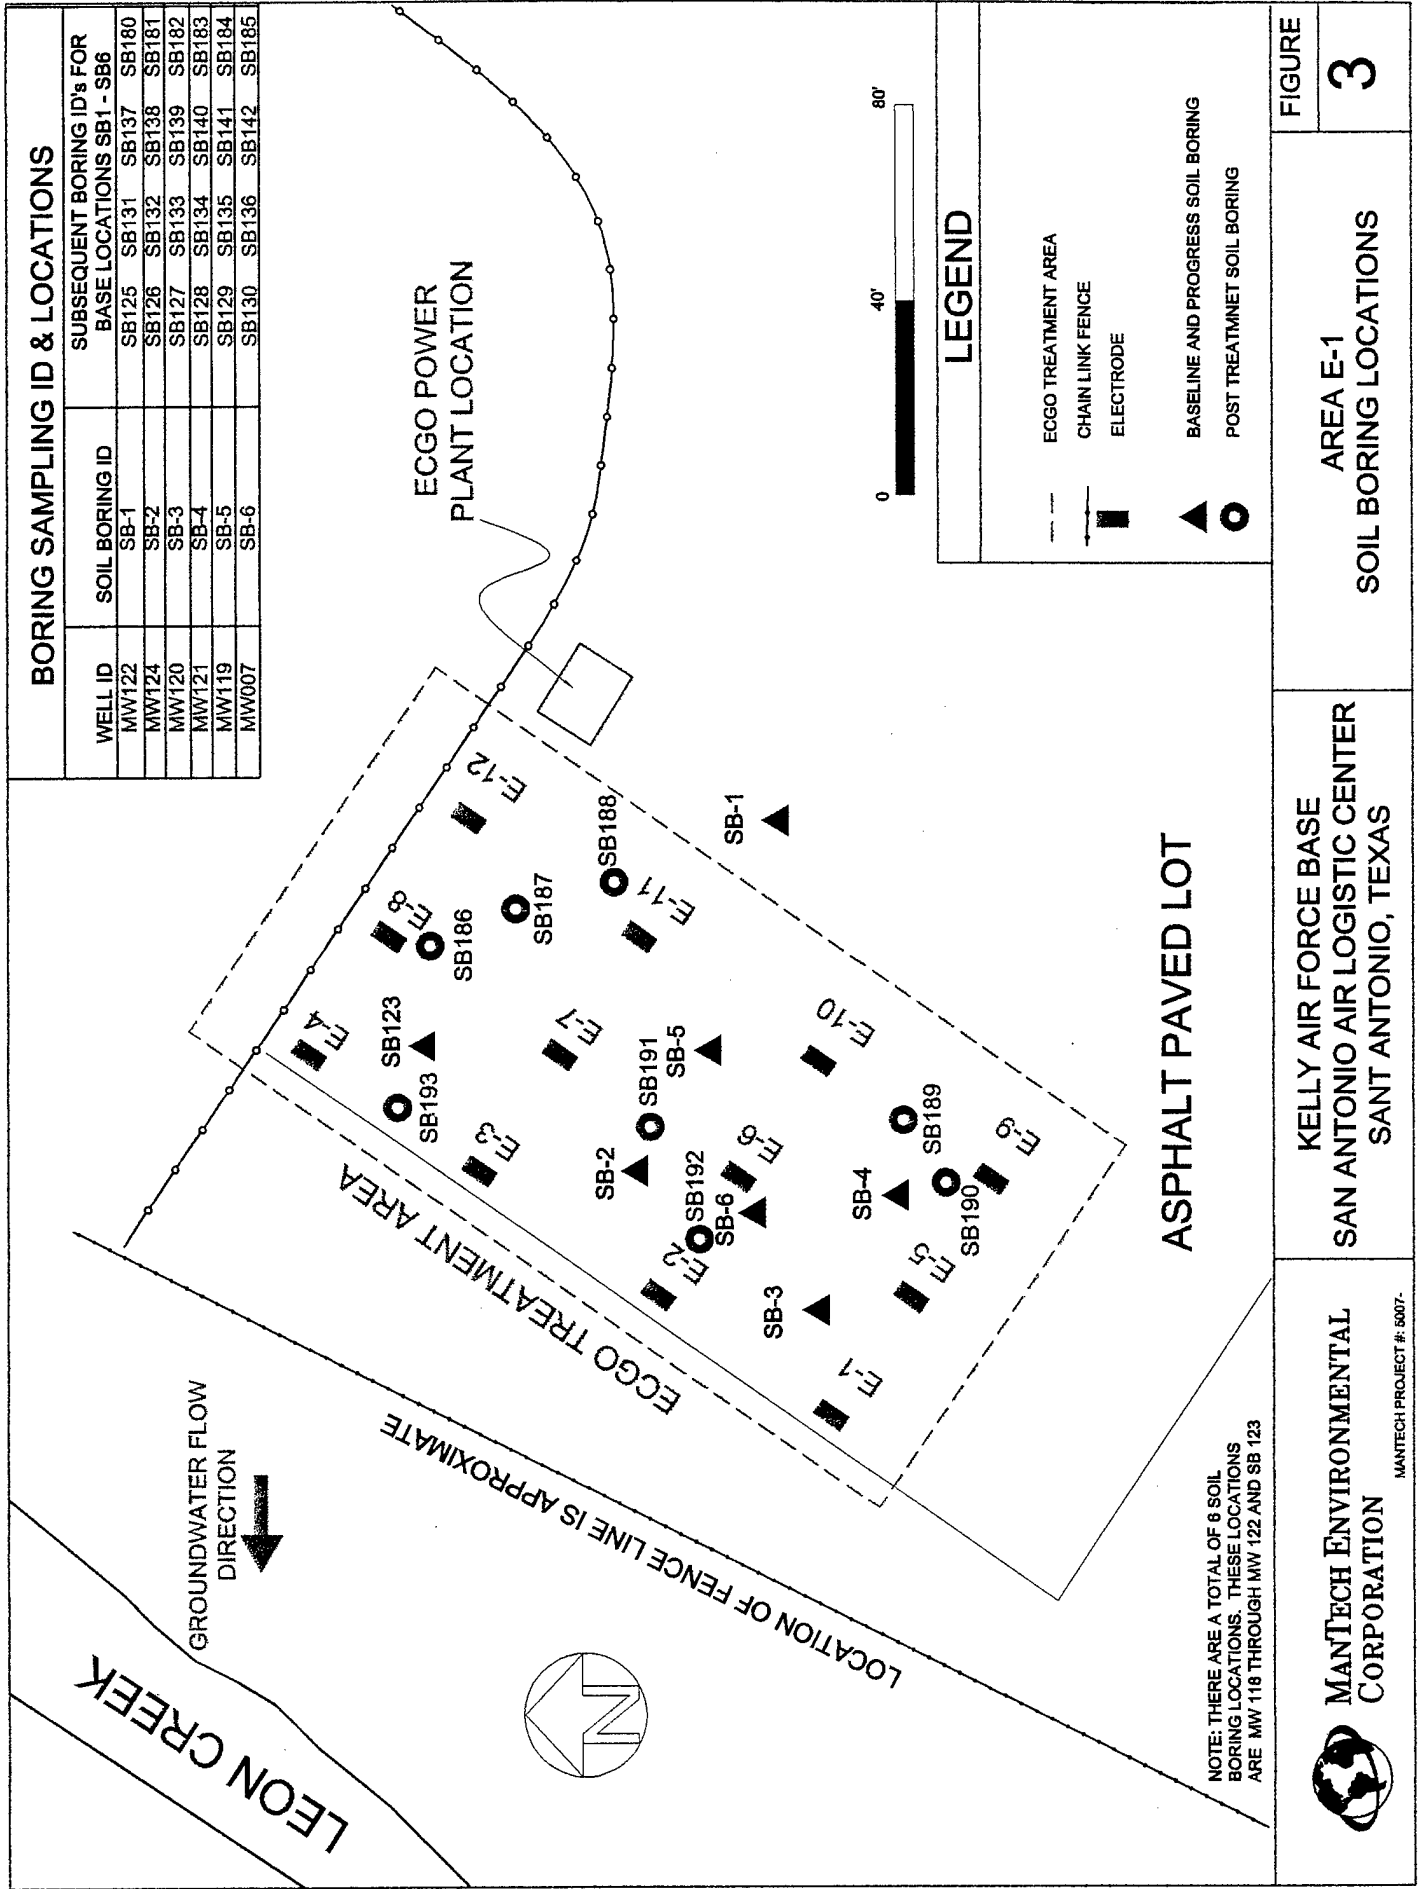 BORING SAMPLING ID & LOCATIONS
WELL ID SOIL BORING ID SUBSEQUENT BORING ID's FOR
BASE LOCATIONS SB1 - SB6
MW122 SB-1 SB125 SB131 SB137 SB180
MW124 SB-2 SB126 SB132 SB138 SB181
MW120 SB-3 SB127 SB133 SB139 SB182
MW121 SB-4 SB128 SB134 SB140 SB183
MW119 SB-5 SB129 SB135 SB141 SB184
MW007 SB-6 SB130 SB136 SB142 SB185
LEON CREEK
GROUNDWATER FLOW
DIRECTION
N
LOCATION OF FENCE LINE IS APPROXIMATE
ECGO TREATMENT AREA
ECGO POWER
PLANT LOCATION
E-4
E-8
E-12
SB123
SB193
SB186
SB187
SB188
E-3
E-7
E-11
SB-1
SB-2
SB191
SB-5
E-2
SB192
SB-6
E-6
E-10
SB-3
SB-4
SB189
E-1
E-5
SB190
E-9
ASPHALT PAVED LOT
0 40' 80'
LEGEND
ECGO TREATMENT AREA
CHAIN LINK FENCE
ELECTRODE
BASELINE AND PROGRESS SOIL BORING
POST TREATMNET SOIL BORING
NOTE: THERE ARE A TOTAL OF 6 SOIL
BORING LOCATIONS. THESE LOCATIONS
ARE MW 118 THROUGH MW 122 AND SB 123
MANTECH ENVIRONMENTAL
CORPORATION
MANTECH PROJECT #: 5007-
KELLY AIR FORCE BASE
SAN ANTONIO AIR LOGISTIC CENTER
SANT ANTONIO, TEXAS
AREA E-1
SOIL BORING LOCATIONS
FIGURE
3